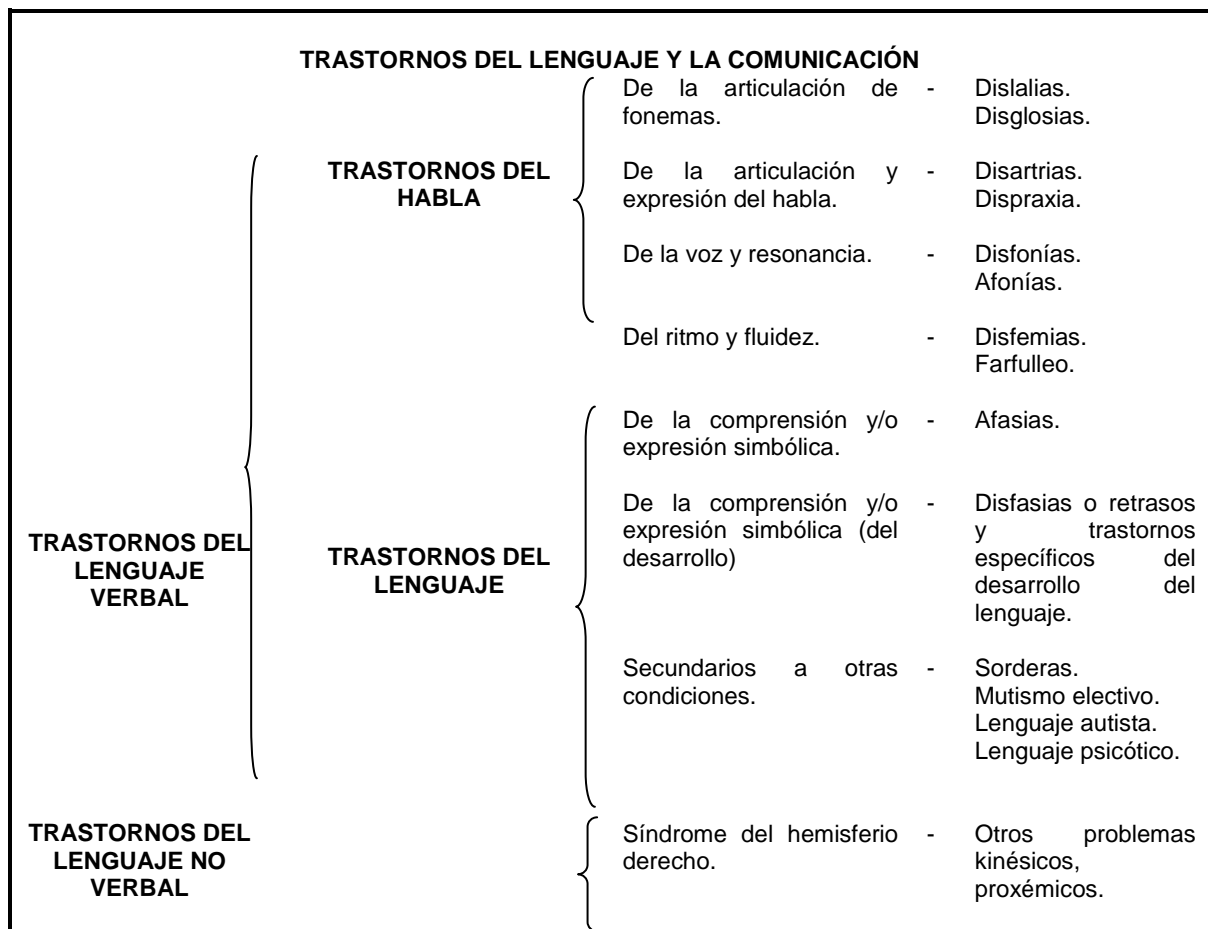 TRASTORNOS DEL LENGUAJE Y LA COMUNICACIÓN
De la articulación de - Dislalias.
fonemas. Disglosias.
TRASTORNOS DEL De la articulación y - Disartrias.
HABLA expresión del habla. Dispraxia.
De la voz y resonancia. - Disfonías.
Afonías.
Del ritmo y fluidez. - Disfemias.
Farfulleo.
De la comprensión y/o - Afasias.
expresión simbólica.
De la comprensión y/o - Disfasias o retrasos
expresión simbólica (del y trastornos
TRASTORNOS DEL TRASTORNOS DEL desarrollo) específicos del
LENGUAJE LENGUAJE desarrollo del
VERBAL lenguaje.
Secundarios a otras - Sorderas.
condiciones. Mutismo electivo.
Lenguaje autista.
Lenguaje psicótico.
TRASTORNOS DEL Síndrome del hemisferio - Otros problemas
LENGUAJE NO derecho. kinésicos,
VERBAL proxémicos.